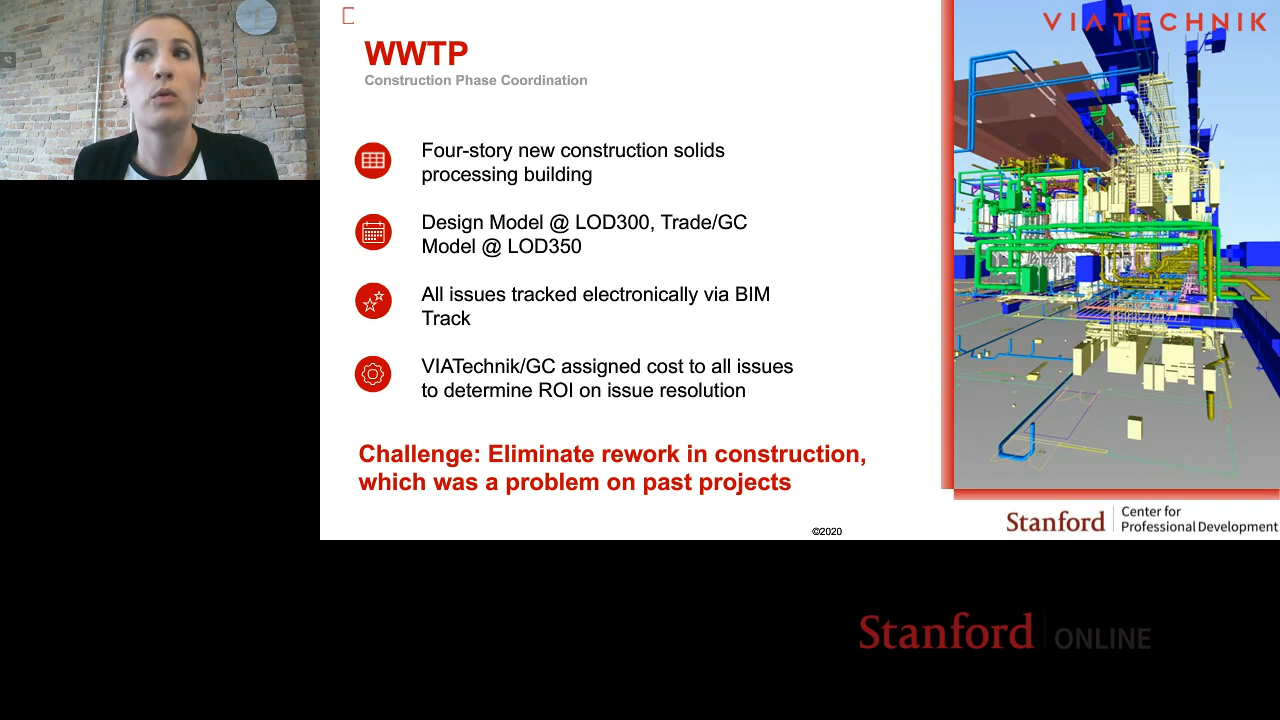 VIATECHNIK
WWTP
Construction Phase Coordination
Four-story new construction solids
processing building
Design Model @ LOD300, Trade/GC
Model @ LOD350
All issues tracked electronically via BIM
Track
VIATechnik/GC assigned cost to all issues
to determine ROI on issue resolution
Challenge: Eliminate rework in construction,
which was a problem on past projects
©2020
Stanford
Center for
Professional Development
Stanford ONLINE